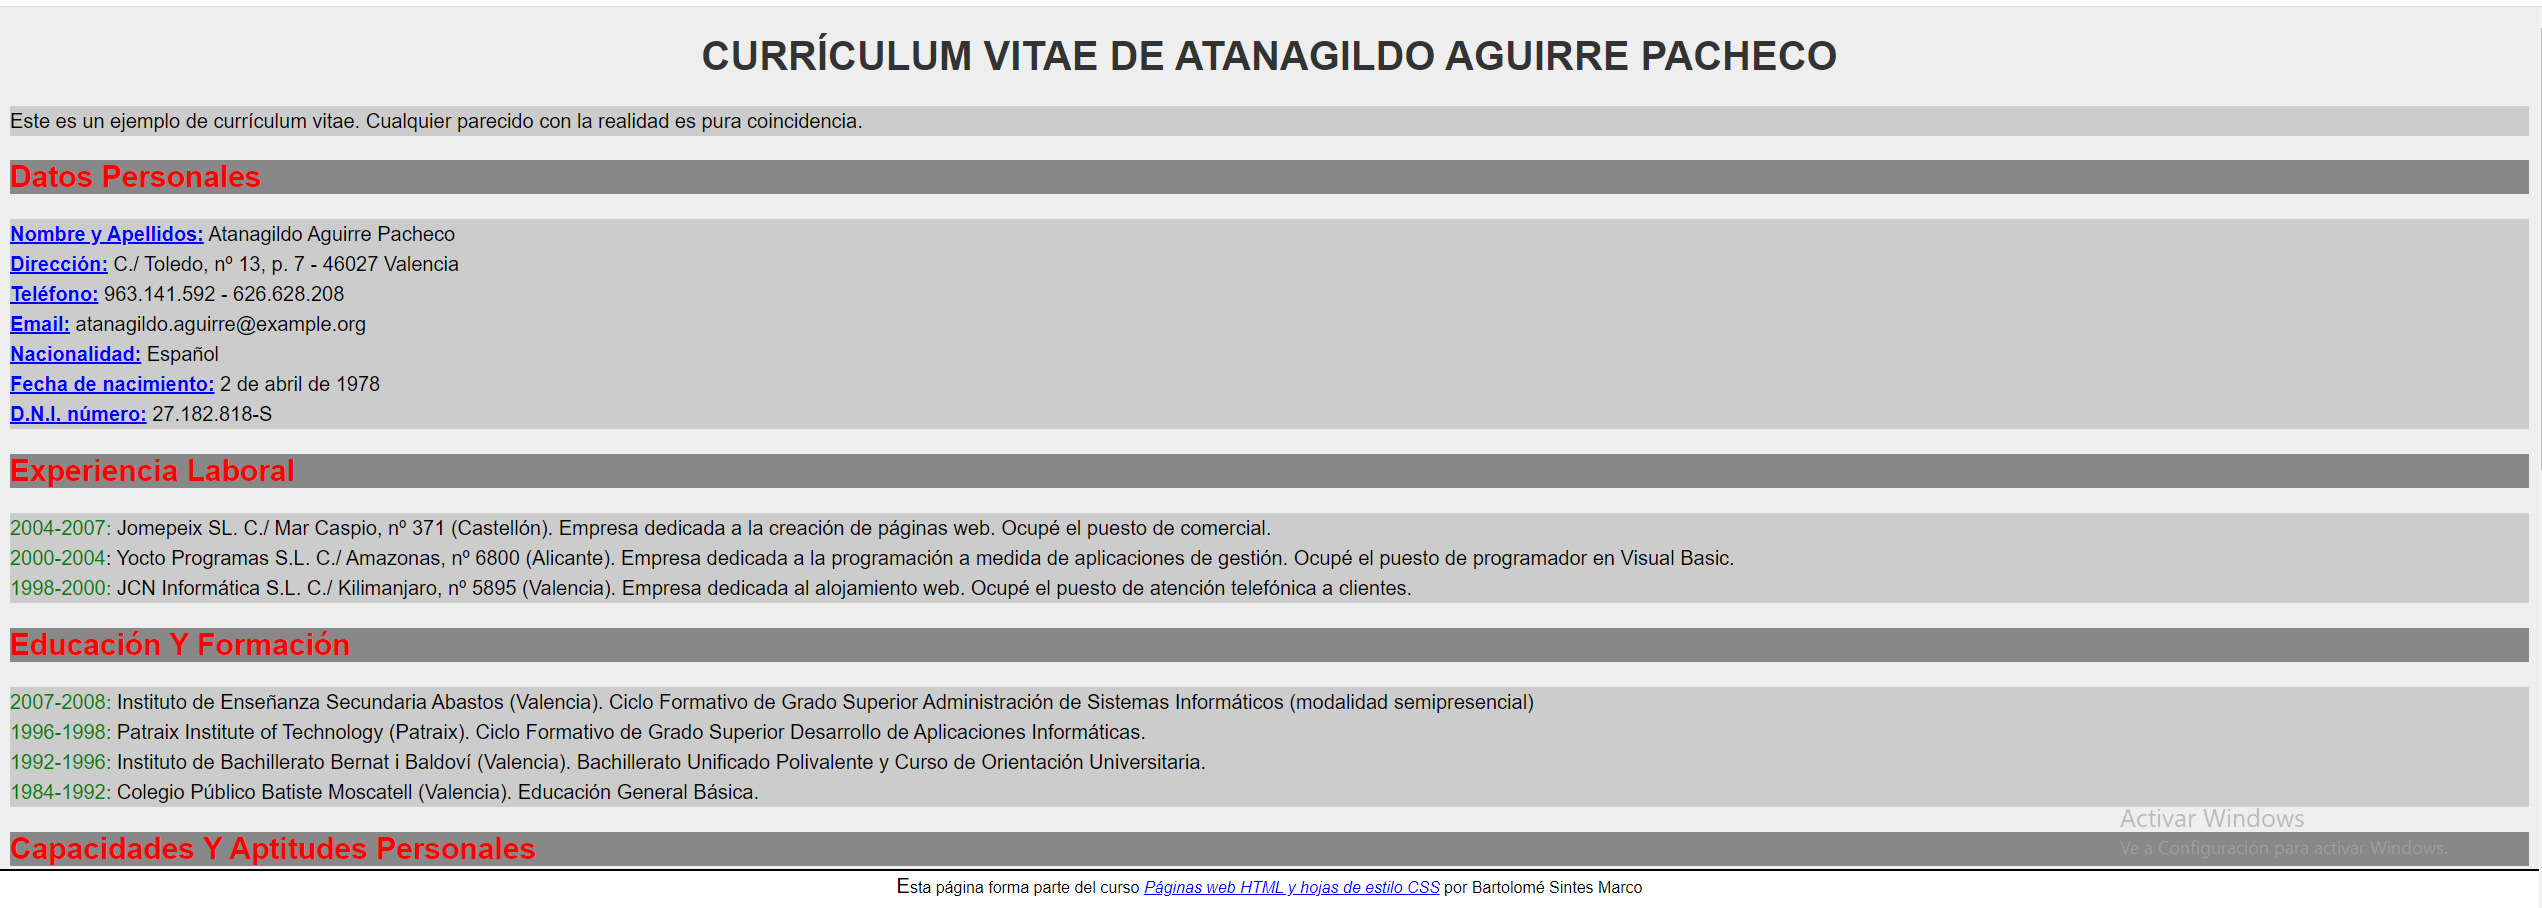 CURRÍCULUM VITAE DE ATANAGILDO AGUIRRE PACHECO
Este es un ejemplo de currículum vitae. Cualquier parecido con la realidad es pura coincidencia.
Datos Personales
Nombre y Apellidos: Atanagildo Aguirre Pacheco
Dirección: C./ Toledo, nº 13, p. 7 - 46027 Valencia
Teléfono: 963.141.592 - 626.628.208
Email: atanagildo.aguirre@example.org
Nacionalidad: Español
Fecha de nacimiento: 2 de abril de 1978
D.N.I. número: 27.182.818-S
Experiencia Laboral
2004-2007: Jomepeix SL. C./ Mar Caspio, nº 371 (Castellón). Empresa dedicada a la creación de páginas web. Ocupé el puesto de comercial.
2000-2004: Yocto Programas S.L. C./ Amazonas, nº 6800 (Alicante). Empresa dedicada a la programación a medida de aplicaciones de gestión. Ocupé el puesto de programador en Visual Basic.
1998-2000: JCN Informática S.L. C./ Kilimanjaro, nº 5895 (Valencia). Empresa dedicada al alojamiento web. Ocupé el puesto de atención telefónica a clientes.
Educación Y Formación
2007-2008: Instituto de Enseñanza Secundaria Abastos (Valencia). Ciclo Formativo de Grado Superior Administración de Sistemas Informáticos (modalidad semipresencial)
1996-1998: Patraix Institute of Technology (Patraix). Ciclo Formativo de Grado Superior Desarrollo de Aplicaciones Informáticas.
1992-1996: Instituto de Bachillerato Bernat i Baldoví (Valencia). Bachillerato Unificado Polivalente y Curso de Orientación Universitaria.
1984-1992: Colegio Público Batiste Moscatell (Valencia). Educación General Básica.
Activar Windows
Capacidades Y Aptitudes Personales
Ve a Configuración para activar Windows.
Esta página forma parte del curso Páginas web HTML y hojas de estilo CSS por Bartolomé Sintes Marco